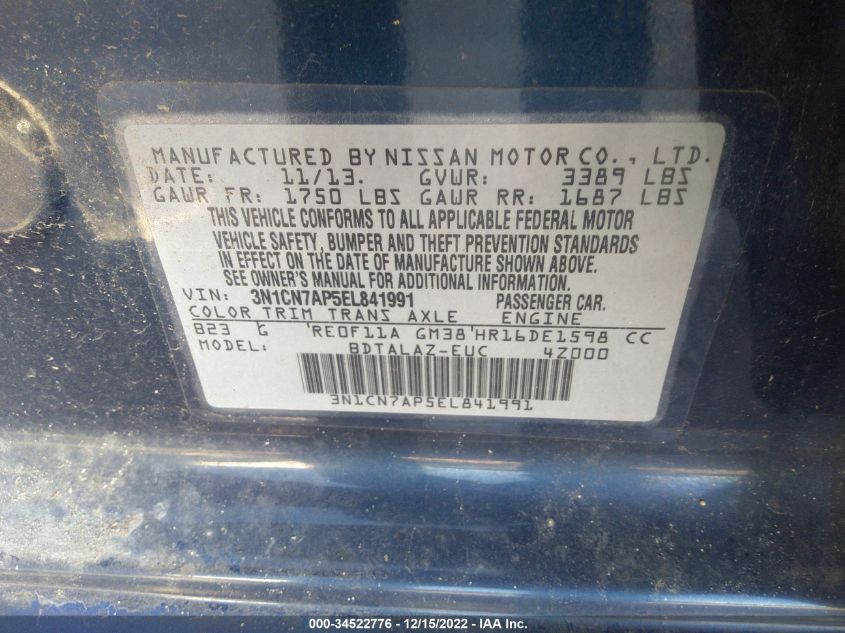 MANUFACTURED BY NISSAN MOTOR CO., LTD.
DATE: 11/13. GVWR: 3389 LBS
GAWR FR: 1750 LBS GAWR RR: 1687 LBS
THIS VEHICLE CONFORMS TO ALL APPLICABLE FEDERAL MOTOR
VEHICLE SAFETY, BUMPER AND THEFT PREVENTION STANDARDS
IN EFFECT ON THE DATE OF MANUFACTURE SHOWN ABOVE.
SEE OWNER'S MANUAL FOR ADDITIONAL INFORMATION.
VIN: 3N1CN7AP5EL841991 PASSENGER CAR.
COLOR TRIM TRANS AXLE ENGINE
B23 G 'RE0F11A GM38'HR16DE1598 CC
MODEL: BDTALAZ-EUC 4Z000
3N1CN7AP5EL841991
000-34522776 - 12/15/2022 - IAA Inc.